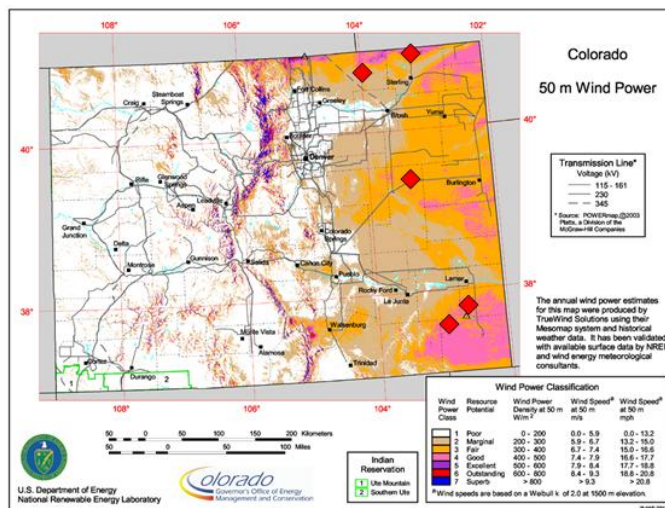 108°
106°
104°
102°
Colorado
50 m Wind Power
Sterling
Fort Collins
Greeley
Steamboat
Springs
Craig
Yuma
Boulder
40°
40°
Denver
Transmission Line*
Voltage (kV)
115 - 161
230
345
* Source: POWERmap,©2003
Platts, a Division of the
McGraw-Hill Companies
Rifle
Glenwood
Springs
Burlington
Leadville
Aspen
Grand
Junction
Colorado
Springs
Delta
Gunnison
Salida
Canon City
Montrose
Pueblo
Lamar
38°
Rocky Ford
La Junta
38°
Walsenburg
Monte Vista
Alamosa
Trinidad
Cortez
Durango
1
2
The annual wind power estimates
for this map were produced by
TrueWind Solutions using their
Mesomap system and historical
weather data. It has been validated
with available surface data by NREL
and wind energy meteorological
consultants.
108°
106°
104°
50 0 50 100 150 200 Kilometers
50 0 50 100 Miles
Wind Power Classification
Wind Power Class Resource Potential Wind Power Density at 50 m W/m² Wind Speedª at 50 m m/s Wind Speedª at 50 m mph
1 Poor 0 - 200 0.0 - 5.9 0.0 - 13.2
2 Marginal 200 - 300 5.9 - 6.7 13.2 - 15.0
3 Fair 300 - 400 6.7 - 7.4 15.0 - 16.6
4 Good 400 - 500 7.4 - 7.9 16.6 - 17.7
5 Excellent 500 - 600 7.9 - 8.4 17.7 - 18.8
6 Outstanding 600 - 800 8.4 - 9.3 18.8 - 20.8
7 Superb > 800 > 9.3 > 20.8
ª Wind speeds are based on a Weibull k of 2.0 at 1500 m elevation.
Indian
Reservation
1 Ute Mountain
2 Southern Ute
U.S. Department of Energy
National Renewable Energy Laboratory
Colorado
Governor's Office of Energy
Management and Conservation